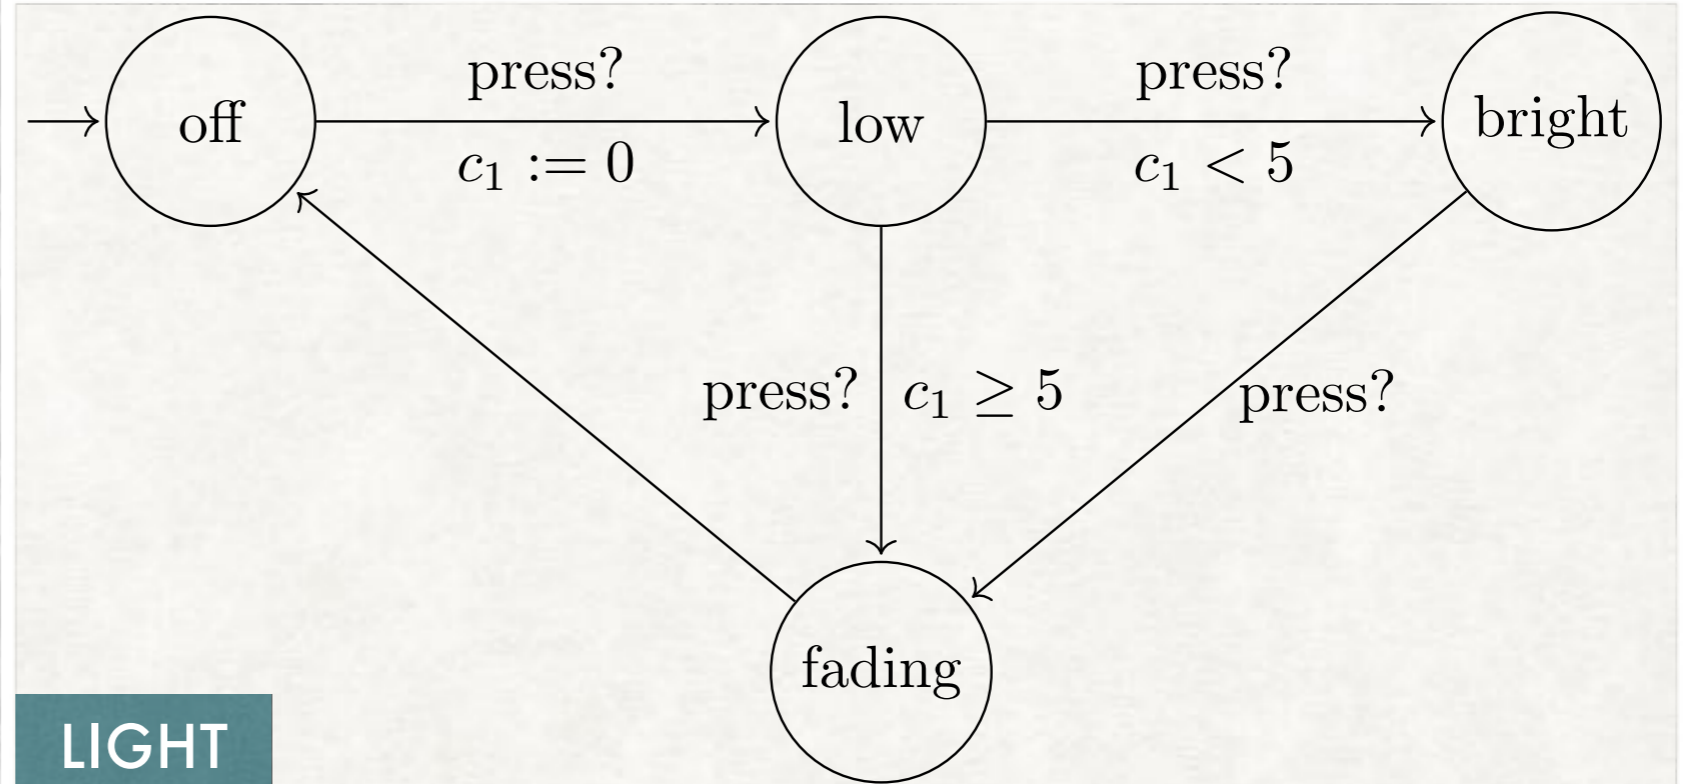 press?
press?
off
low
bright
c₁ := 0
c₁ < 5
press?
c₁ ≥ 5
press?
fading
LIGHT